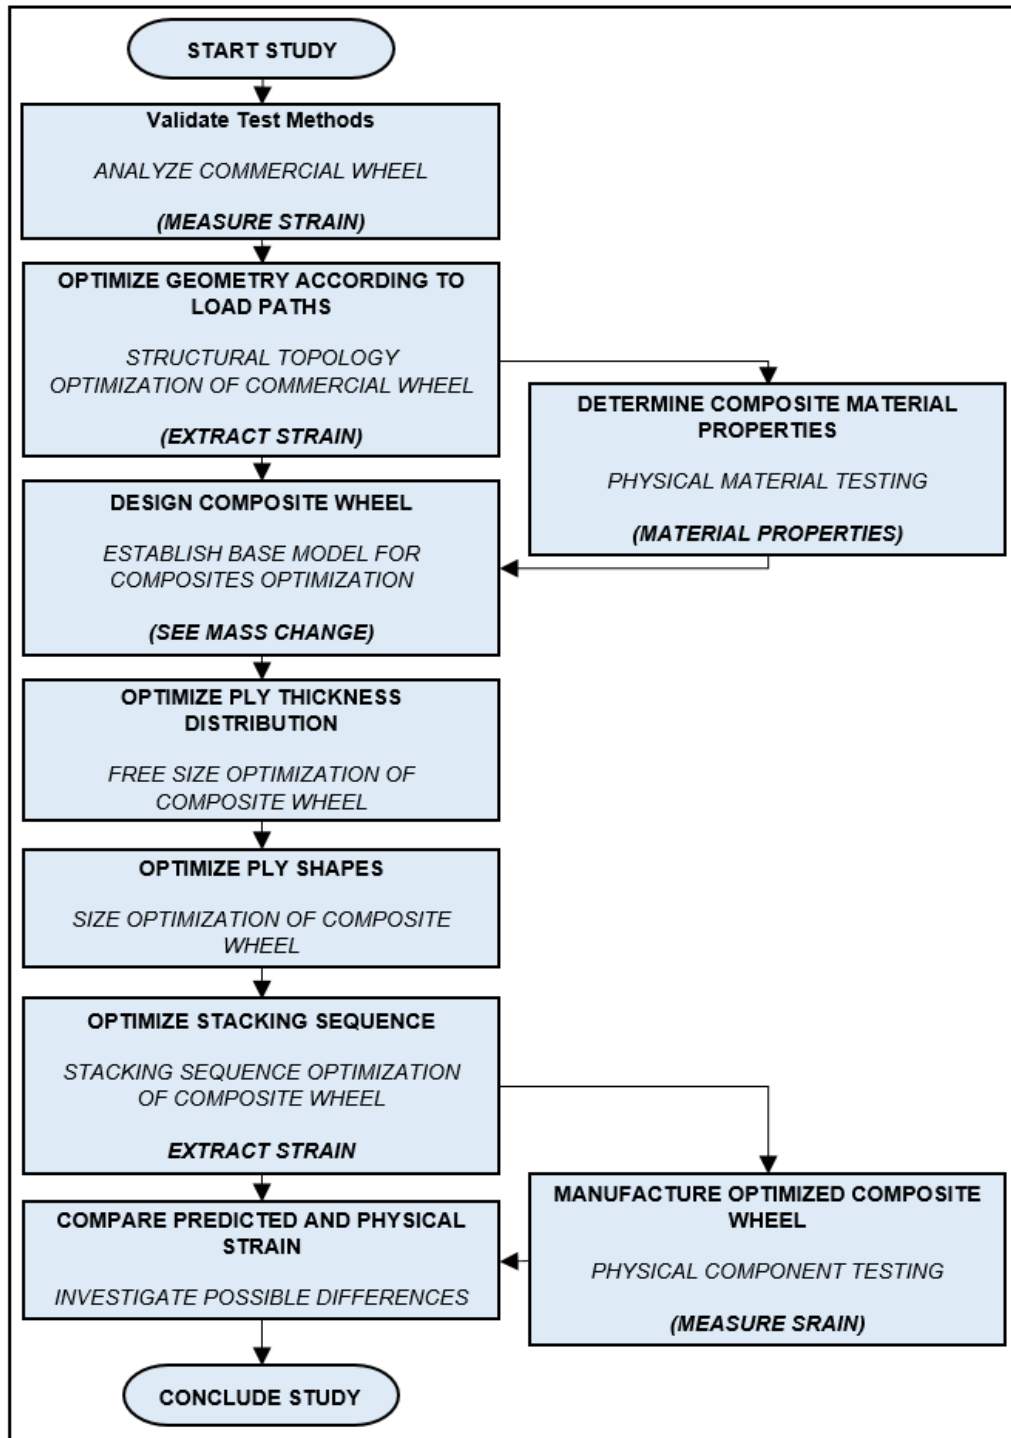 START STUDY
Validate Test Methods
ANALYZE COMMERCIAL WHEEL
(MEASURE STRAIN)
OPTIMIZE GEOMETRY ACCORDING TO
LOAD PATHS
STRUCTURAL TOPOLOGY
OPTIMIZATION OF COMMERCIAL WHEEL
(EXTRACT STRAIN)
DETERMINE COMPOSITE MATERIAL
PROPERTIES
PHYSICAL MATERIAL TESTING
(MATERIAL PROPERTIES)
DESIGN COMPOSITE WHEEL
ESTABLISH BASE MODEL FOR
COMPOSITES OPTIMIZATION
(SEE MASS CHANGE)
OPTIMIZE PLY THICKNESS
DISTRIBUTION
FREE SIZE OPTIMIZATION OF
COMPOSITE WHEEL
OPTIMIZE PLY SHAPES
SIZE OPTIMIZATION OF COMPOSITE
WHEEL
OPTIMIZE STACKING SEQUENCE
STACKING SEQUENCE OPTIMIZATION
OF COMPOSITE WHEEL
EXTRACT STRAIN
MANUFACTURE OPTIMIZED COMPOSITE
WHEEL
PHYSICAL COMPONENT TESTING
(MEASURE SRAIN)
COMPARE PREDICTED AND PHYSICAL
STRAIN
INVESTIGATE POSSIBLE DIFFERENCES
CONCLUDE STUDY